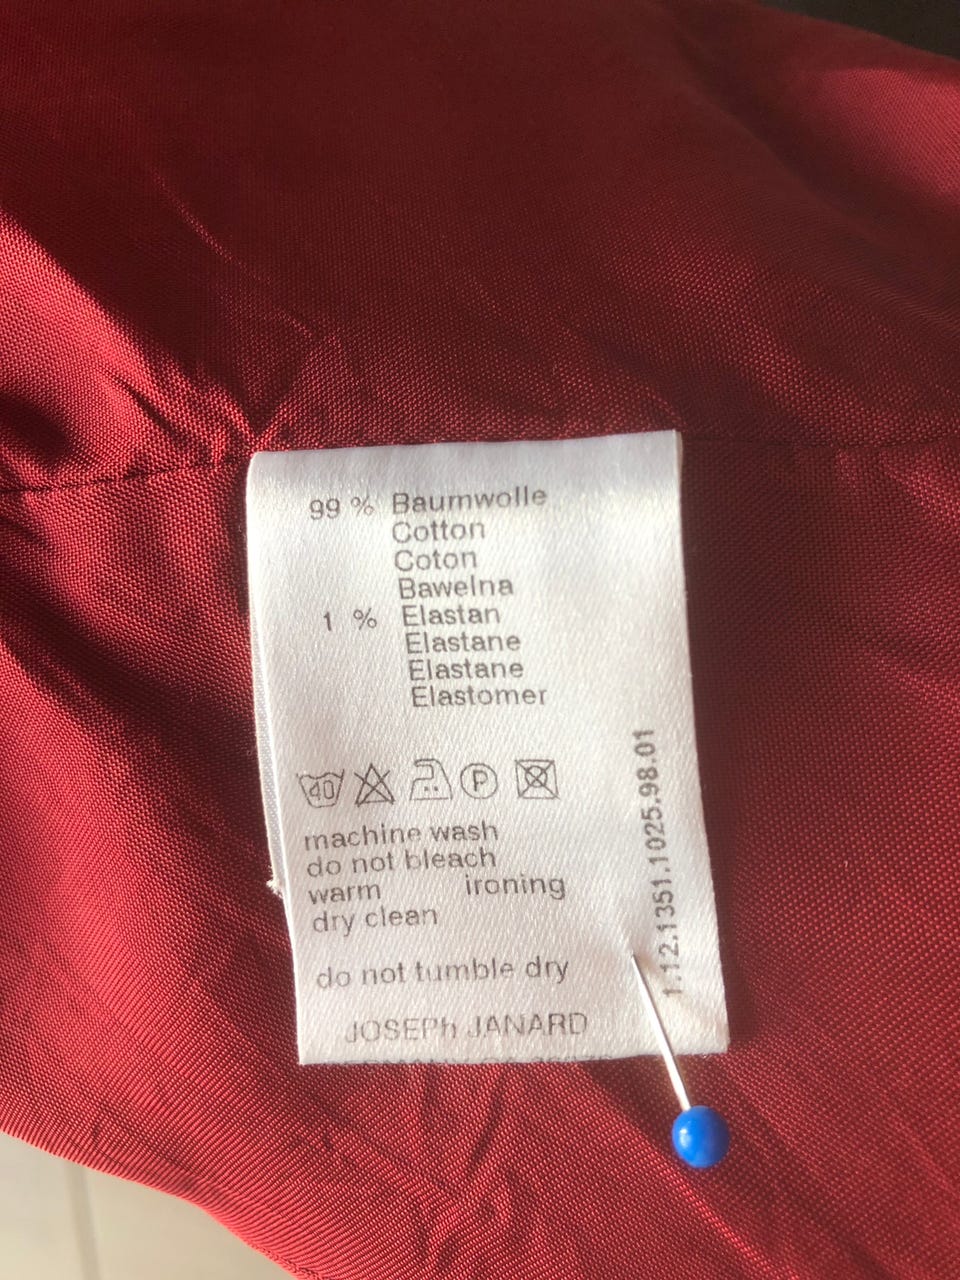 99 % Baumwolle
Cotton
Coton
Bawelna
1 % Elastan
Elastane
Elastane
Elastomer
40 P
machine wash
do not bleach
warm ironing
dry clean
do not tumble dry
JOSEPh JANARD
1.12.1351.1025.98.01